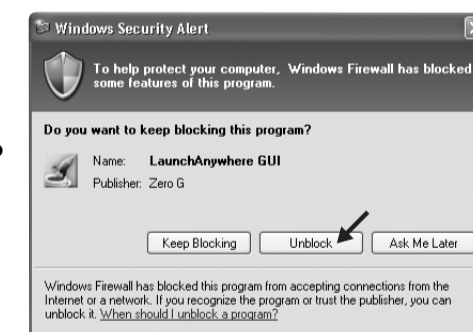 Windows Security Alert
To help protect your computer, Windows Firewall has blocked
some features of this program.
Do you want to keep blocking this program?
Name: LaunchAnywhere GUI
Publisher: Zero G
Keep Blocking Unblock Ask Me Later
Windows Firewall has blocked this program from accepting connections from the
Internet or a network. If you recognize the program or trust the publisher, you can
unblock it. When should I unblock a program?